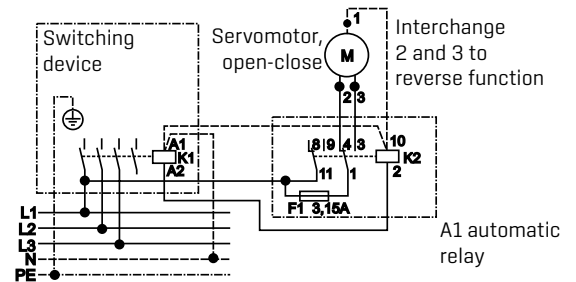 1
Switching
device
Servomotor,
open-close
M
Interchange
2 and 3 to
reverse function
2 3
A1
K1
A2
8 9 4 3
10
K2
2
11
1
F1 3,15A
L1
L2
L3
N
PE
A1 automatic
relay